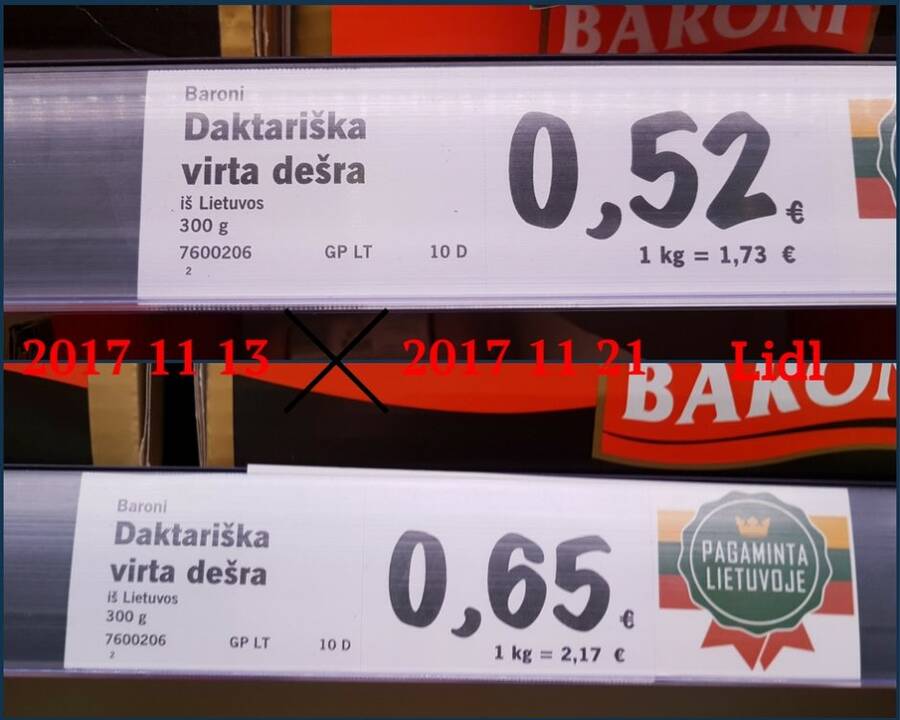 BARONI
Baroni
Daktariška
virta dešra
iš Lietuvos
300 g
7600206 GP LT 10 D
2
0,52 €
1 kg = 1,73 €
2017 11 13 2017 11 21 Lidl
BARONI
Baroni
Daktariška
virta dešra
iš Lietuvos
300 g
7600206 GP LT 10 D
2
0,65 €
1 kg = 2,17 €
PAGAMINTA
LIETUVOJE